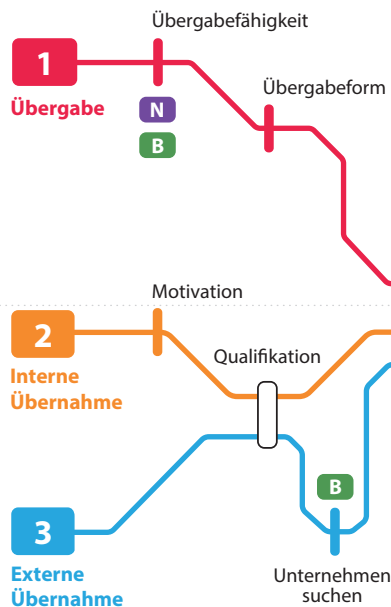 Übergabefähigkeit
1
Übergabe
N
B
Übergabeform
Motivation
2
Interne
Übernahme
Qualifikation
B
3
Externe
Übernahme
Unternehmen
suchen